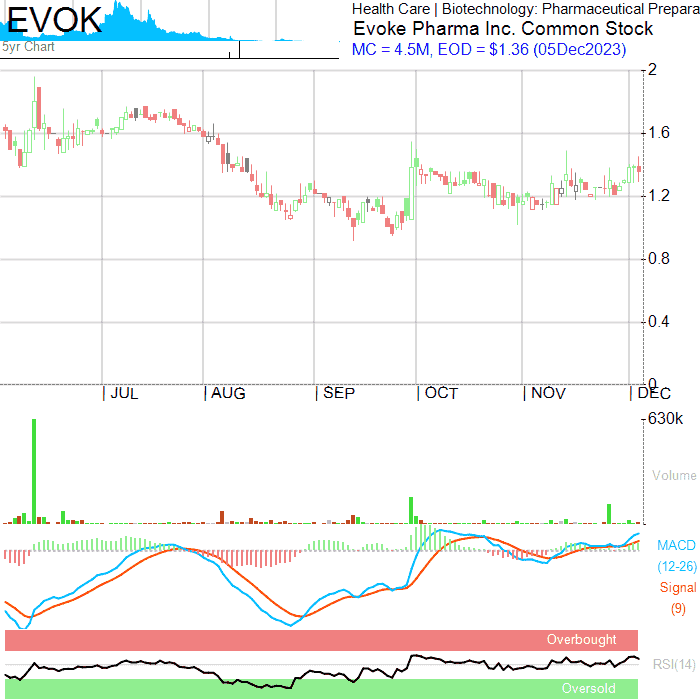 EVOK
5yr Chart
Health Care | Biotechnology: Pharmaceutical Prepara
Evoke Pharma Inc. Common Stock
MC = 4.5M, EOD = $1.36 (05Dec2023)
2
1.6
1.2
0.8
0.4
0
| JUL | AUG | SEP | OCT | NOV | DEC
630k
Volume
MACD
(12-26)
Signal
(9)
Overbought
RSI(14)
Oversold